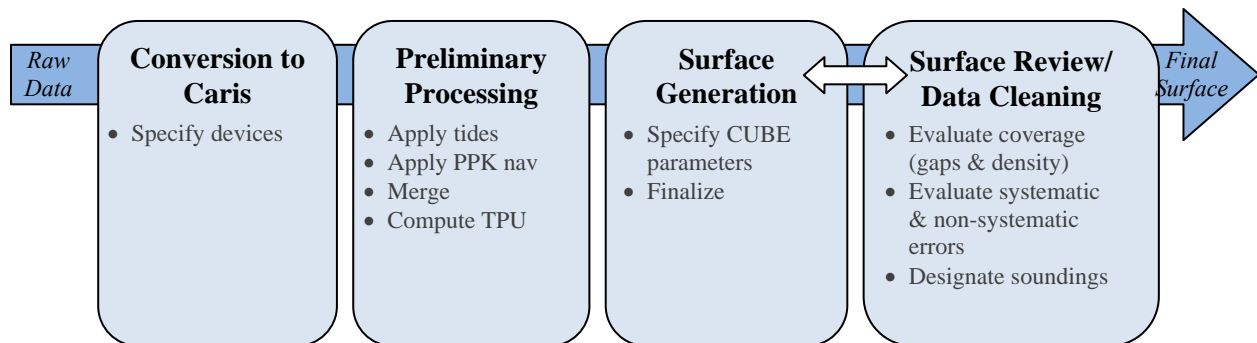 Raw
Data
Conversion to
Caris
• Specify devices
Preliminary
Processing
• Apply tides
• Apply PPK nav
• Merge
• Compute TPU
Surface
Generation
• Specify CUBE
parameters
• Finalize
Surface Review/
Data Cleaning
• Evaluate coverage
(gaps & density)
• Evaluate systematic
& non-systematic
errors
• Designate soundings
Final
Surface